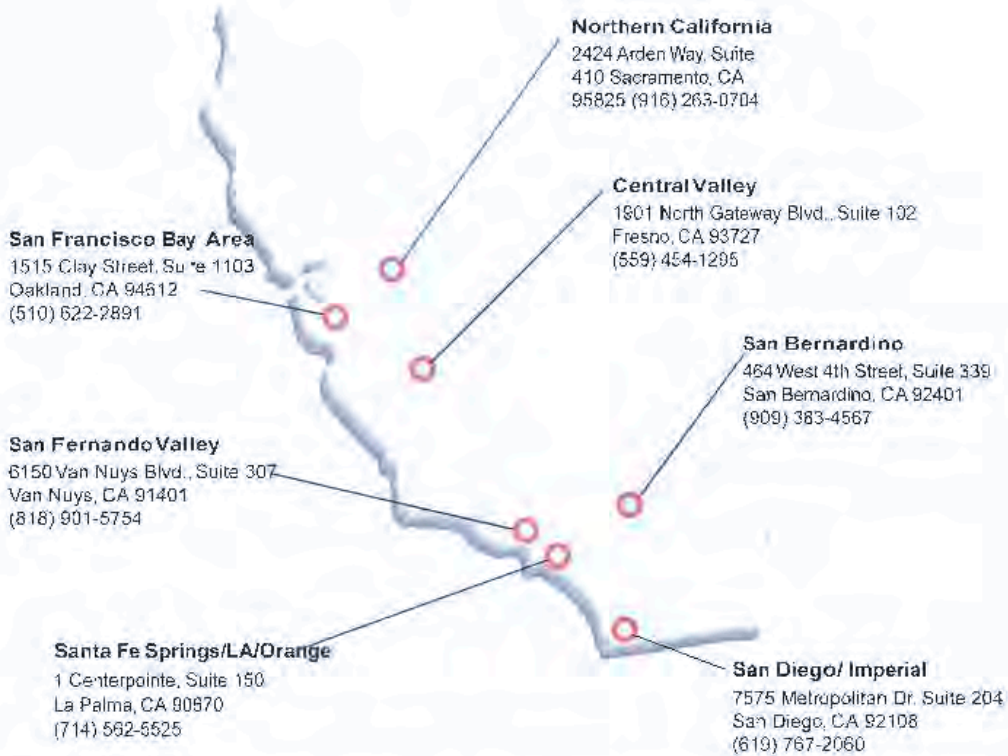 Northern California
2424 Arden Way, Suite
410 Sacramento, CA
95825 (916) 263-0704
Central Valley
1901 North Gateway Blvd., Suite 102
Fresno, CA 93727
(559) 454-1295
San Francisco Bay Area
1515 Clay Street, Suite 1103
Oakland, CA 94612
(510) 622-2891
San Bernardino
464 West 4th Street, Suite 339
San Bernardino, CA 92401
(909) 383-4567
San Fernando Valley
6150 Van Nuys Blvd., Suite 307
Van Nuys, CA 91401
(818) 901-5754
Santa Fe Springs/LA/Orange
1 Centerpointe, Suite 150
La Palma, CA 90670
(714) 562-5525
San Diego/ Imperial
7575 Metropolitan Dr. Suite 204
San Diego, CA 92108
(619) 767-2060